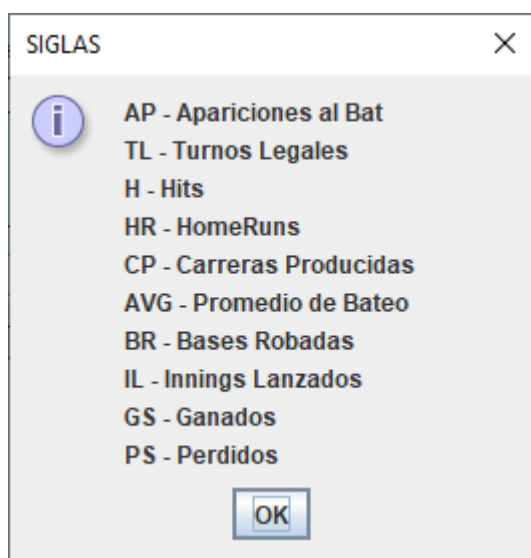 SIGLAS
AP - Apariciones al Bat
TL - Turnos Legales
H - Hits
HR - HomeRuns
CP - Carreras Producidas
AVG - Promedio de Bateo
BR - Bases Robadas
IL - Innings Lanzados
GS - Ganados
PS - Perdidos
OK